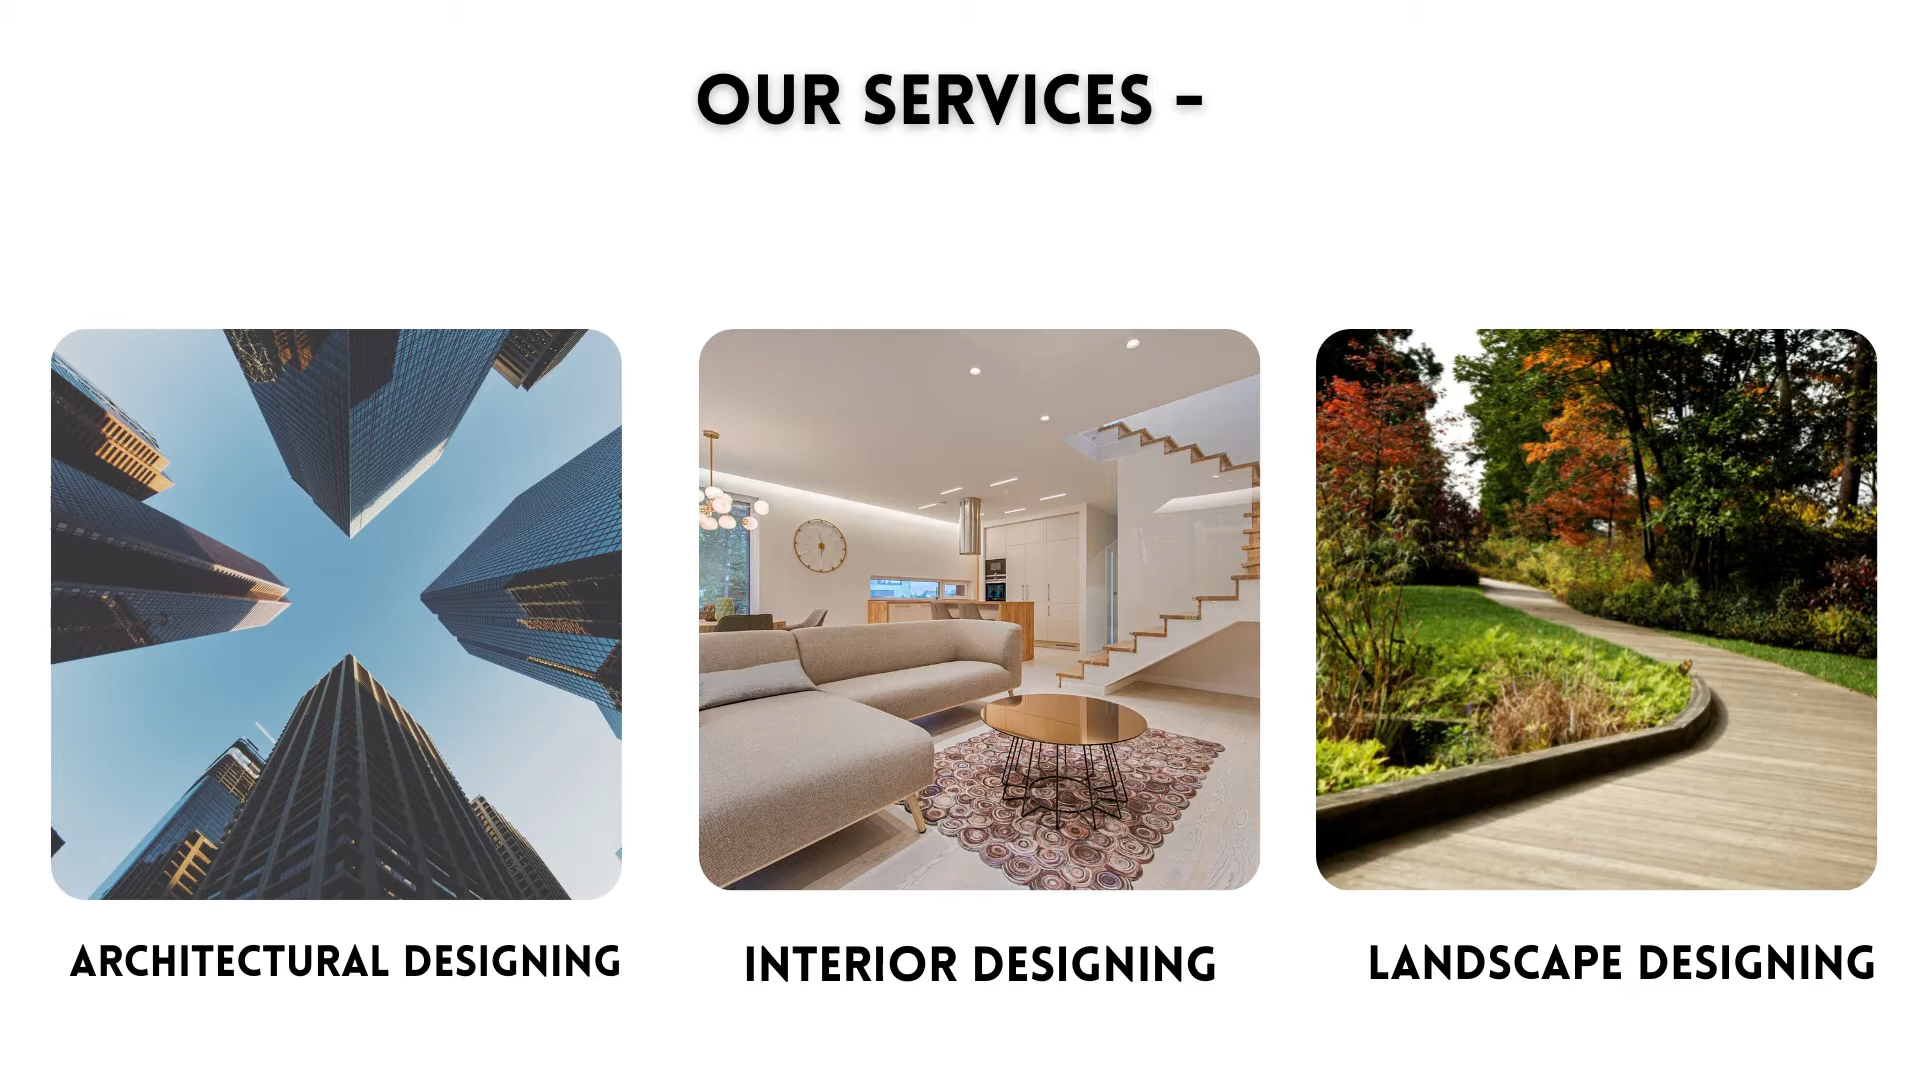 OUR SERVICES -
ARCHITECTURAL DESIGNING
INTERIOR DESIGNING
LANDSCAPE DESIGNING